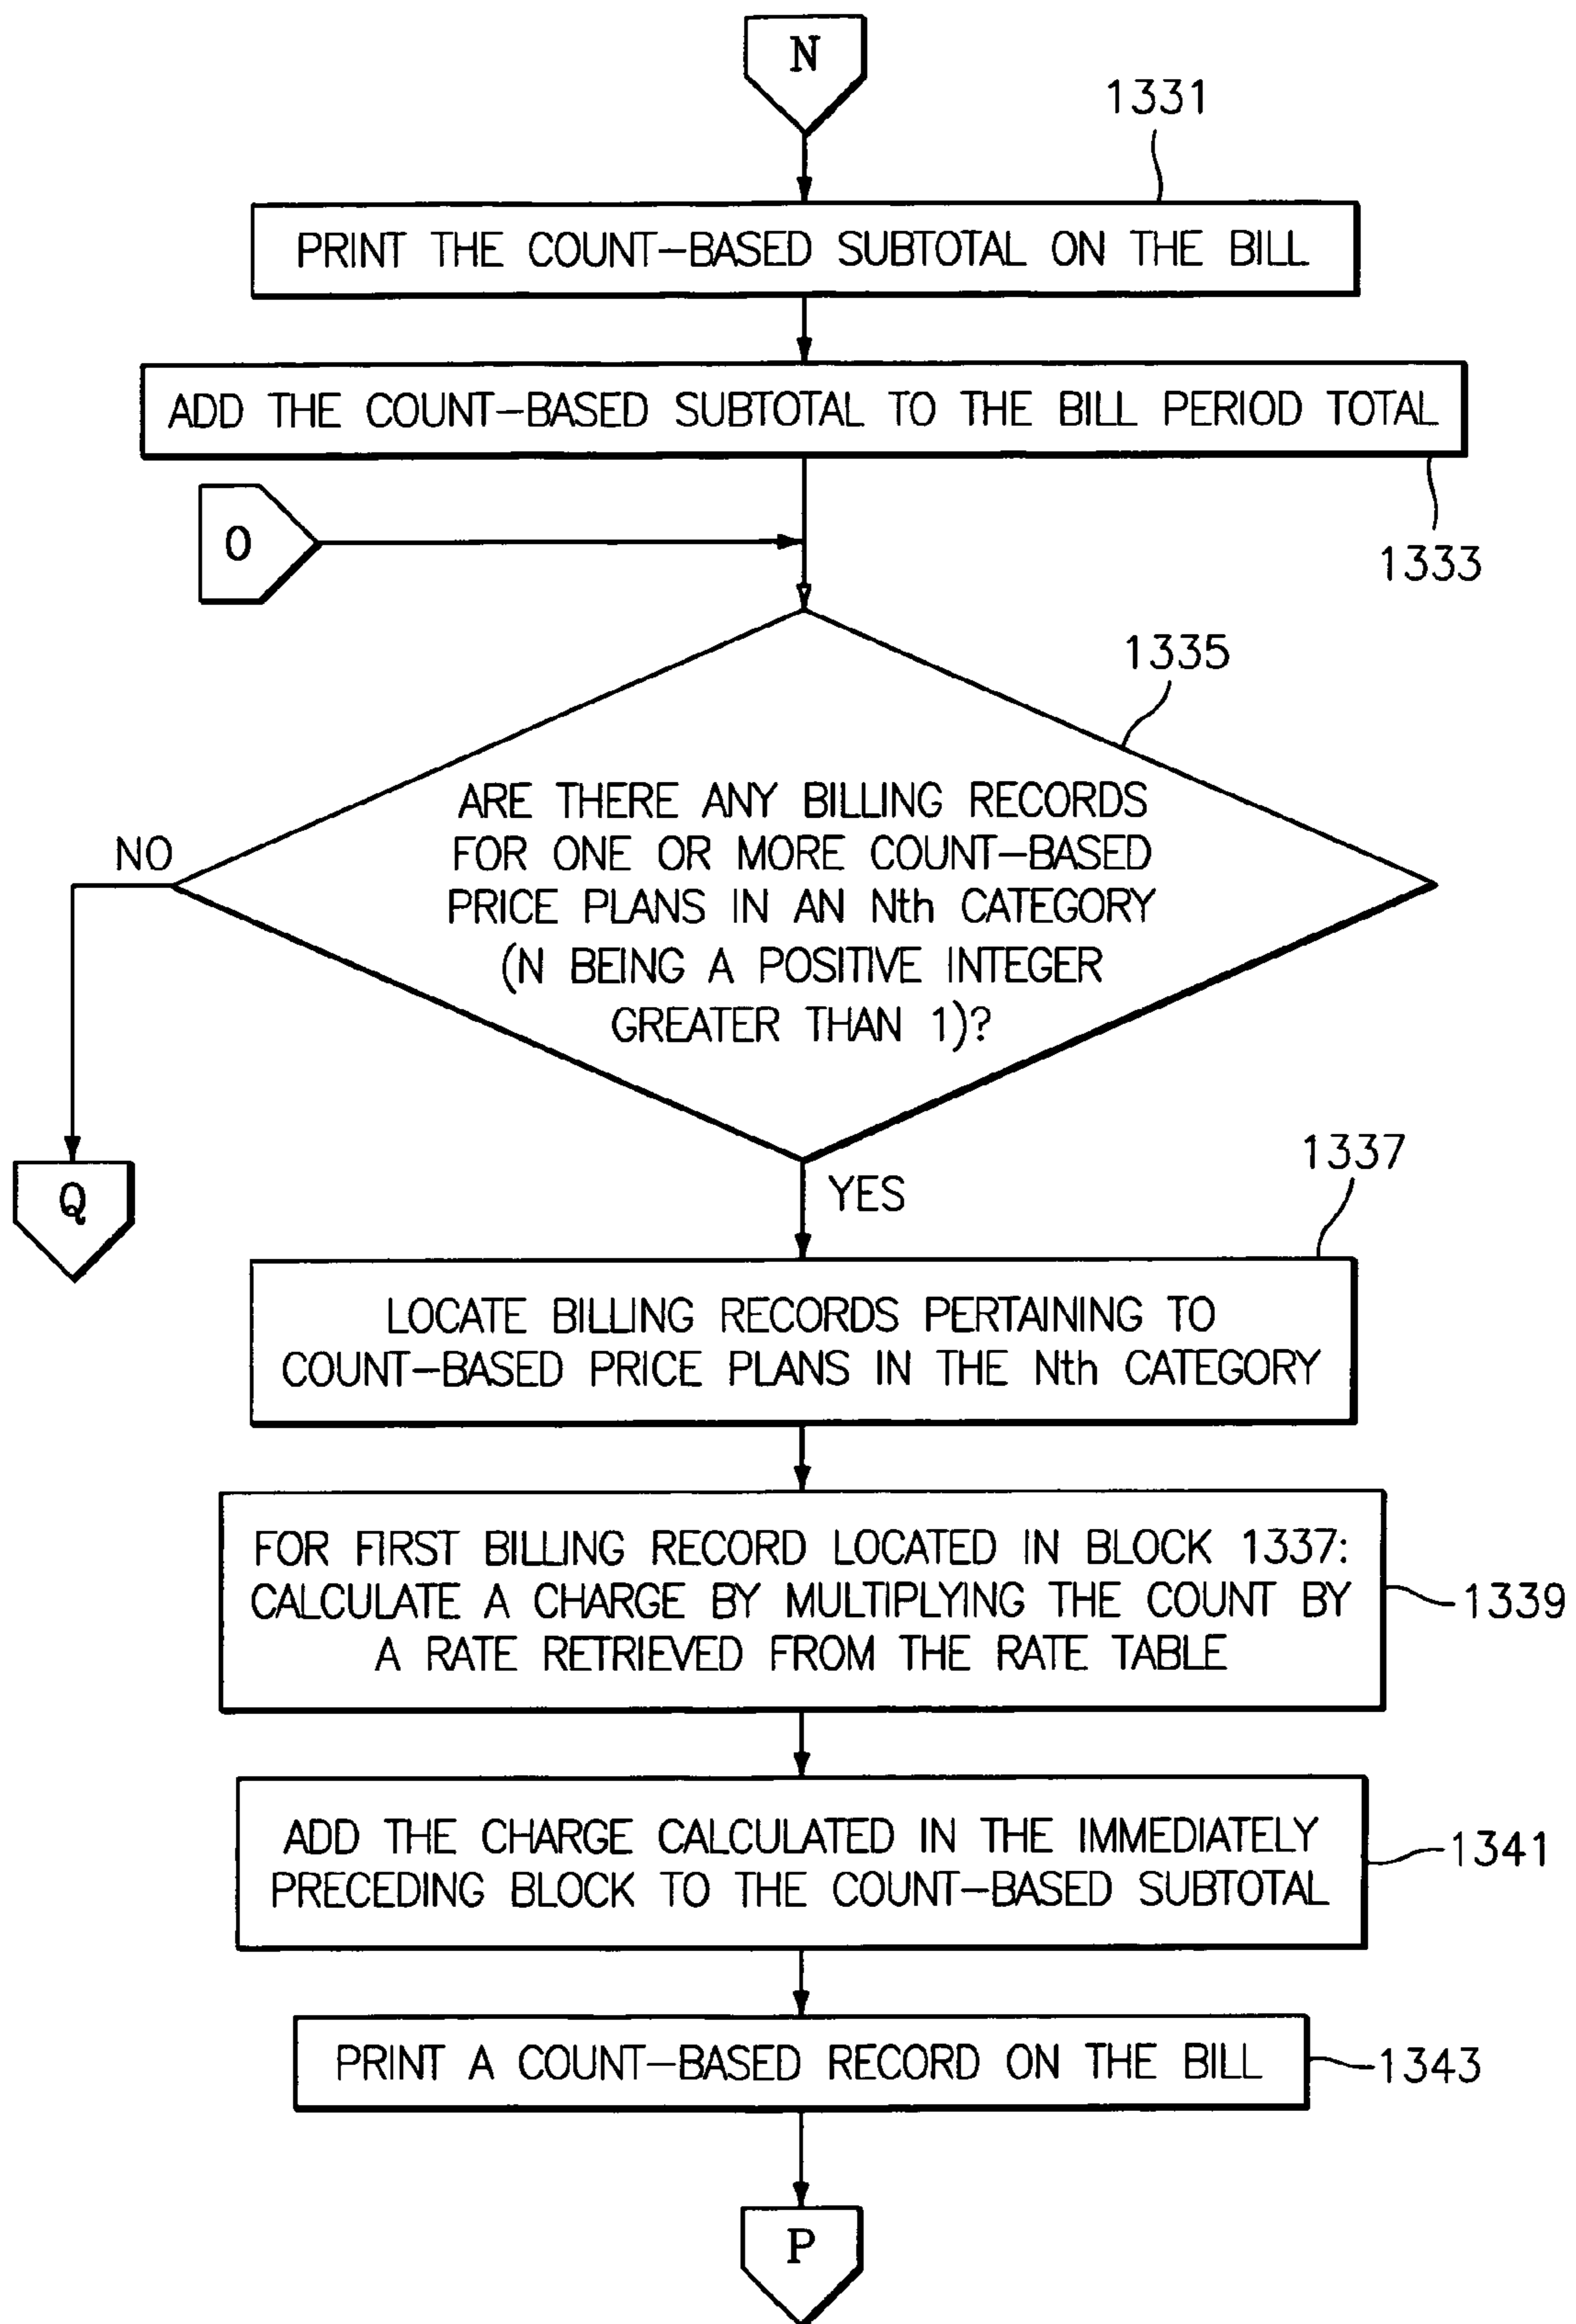 N
1331
PRINT THE COUNT-BASED SUBTOTAL ON THE BILL
ADD THE COUNT-BASED SUBTOTAL TO THE BILL PERIOD TOTAL
O
1333
1335
ARE THERE ANY BILLING RECORDS
FOR ONE OR MORE COUNT-BASED
PRICE PLANS IN AN Nth CATEGORY
(N BEING A POSITIVE INTEGER
GREATER THAN 1)?
NO
Q
YES
1337
LOCATE BILLING RECORDS PERTAINING TO
COUNT-BASED PRICE PLANS IN THE Nth CATEGORY
FOR FIRST BILLING RECORD LOCATED IN BLOCK 1337:
CALCULATE A CHARGE BY MULTIPLYING THE COUNT BY
A RATE RETRIEVED FROM THE RATE TABLE
1339
ADD THE CHARGE CALCULATED IN THE IMMEDIATELY
PRECEDING BLOCK TO THE COUNT-BASED SUBTOTAL
1341
PRINT A COUNT-BASED RECORD ON THE BILL
1343
P